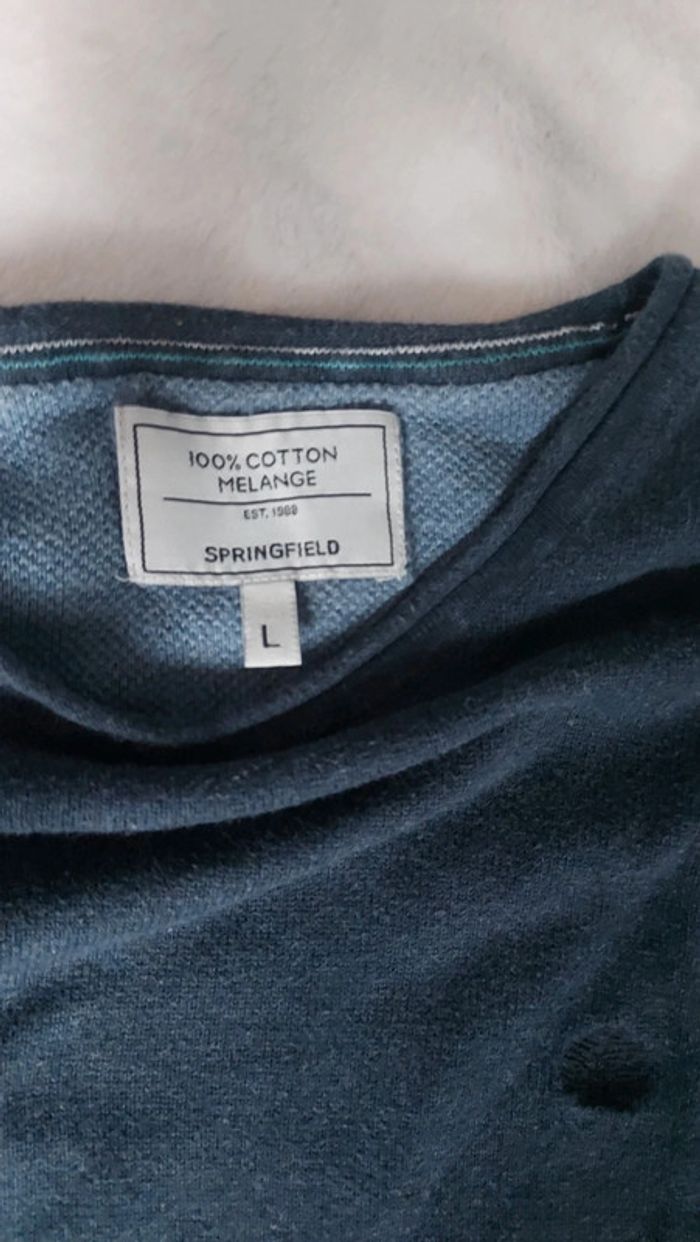 100% COTTON
MELANGE
EST. 1988
SPRINGFIELD
L